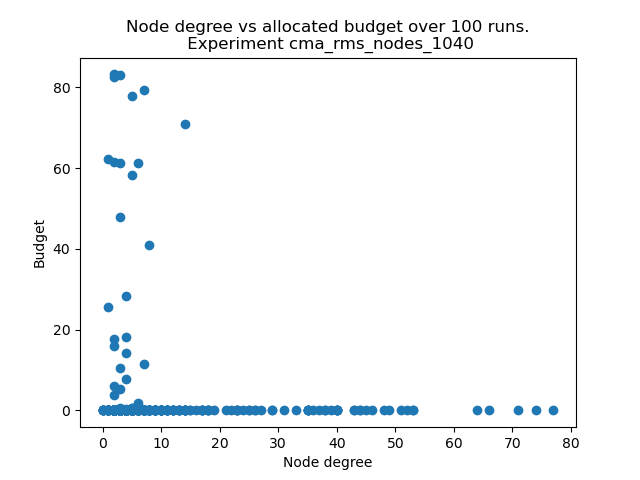 Node degree vs allocated budget over 100 runs.
Experiment cma_rms_nodes_1040
80
60
40
20
0
Budget
0 10 20 30 40 50 60 70 80
Node degree